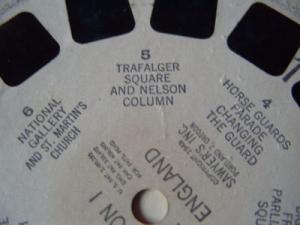 5
TRAFALGER
SQUARE
AND NELSON
COLUMN
6
NATIONAL
GALLERY
AND ST. MARTIN'S
CHURCH
4
HORSE GUARDS
PARADE
CHANGING
THE GUARD
SAWYER'S INC.
ENGLAND
ON I